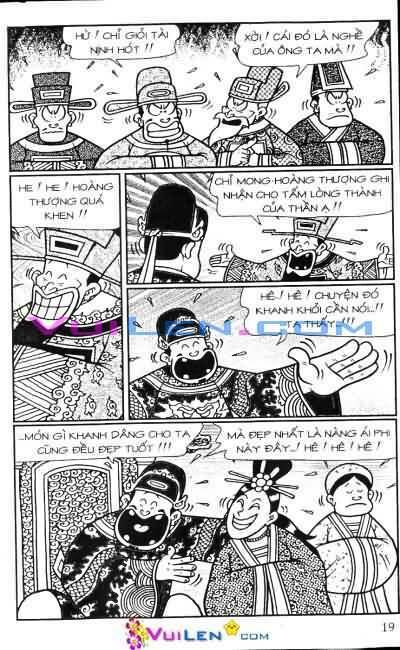 HỪ ! CHỈ GIỎI TÀI
NỊNH HÓT !!
XỜI ! CÁI ĐÓ LÀ NGHỀ
CỦA ÔNG TA MÀ !!
HE ! HE ! HOÀNG
THƯỢNG QUÁ
KHEN !!
CHỈ MONG HOÀNG THƯỢNG GHI
NHẬN CHO TẤM LÒNG THÀNH
CỦA THẦN Ạ !
HÊ ! HÊ ! CHUYỆN ĐÓ
KHANH KHỎI CẦN NÓI..!!
TA THẤY !!!
VUILEN.COM
..MÓN GÌ KHANH DÂNG CHO TA
CŨNG ĐỀU ĐẸP TUỐT !!!
MÀ ĐẸP NHẤT LÀ NÀNG ÁI PHI
NÀY ĐÂY..! HÊ ! HÊ ! HÊ !
19
VUILEN.COM